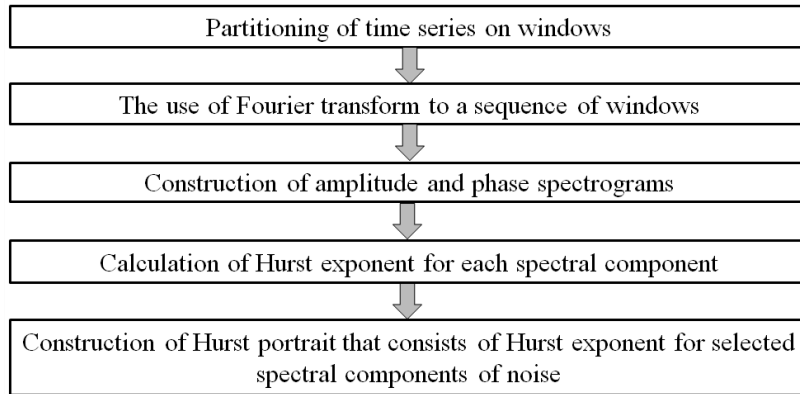 Partitioning of time series on windows
The use of Fourier transform to a sequence of windows
Construction of amplitude and phase spectrograms
Calculation of Hurst exponent for each spectral component
Construction of Hurst portrait that consists of Hurst exponent for selected
spectral components of noise